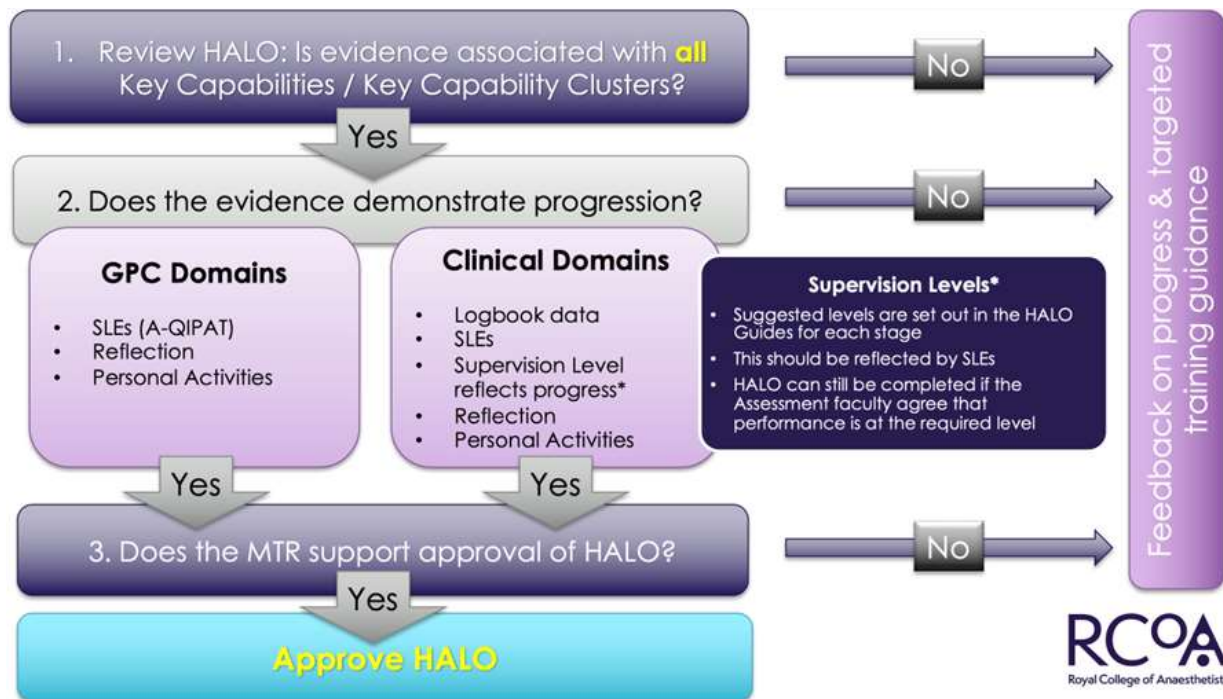 1. Review HALO: Is evidence associated with all
Key Capabilities / Key Capability Clusters?
No
Yes
2. Does the evidence demonstrate progression?
No
GPC Domains
• SLEs (A-QIPAT)
• Reflection
• Personal Activities
Clinical Domains
• Logbook data
• SLEs
• Supervision Level
reflects progress*
• Reflection
• Personal Activities
Supervision Levels*
• Suggested levels are set out in the HALO
Guides for each stage
• This should be reflected by SLEs
• HALO can still be completed if the
Assessment faculty agree that
performance is at the required level
Yes
Yes
3. Does the MTR support approval of HALO?
No
Yes
Approve HALO
Feedback on progress & targeted
training guidance
RCOA
Royal College of Anaesthetist